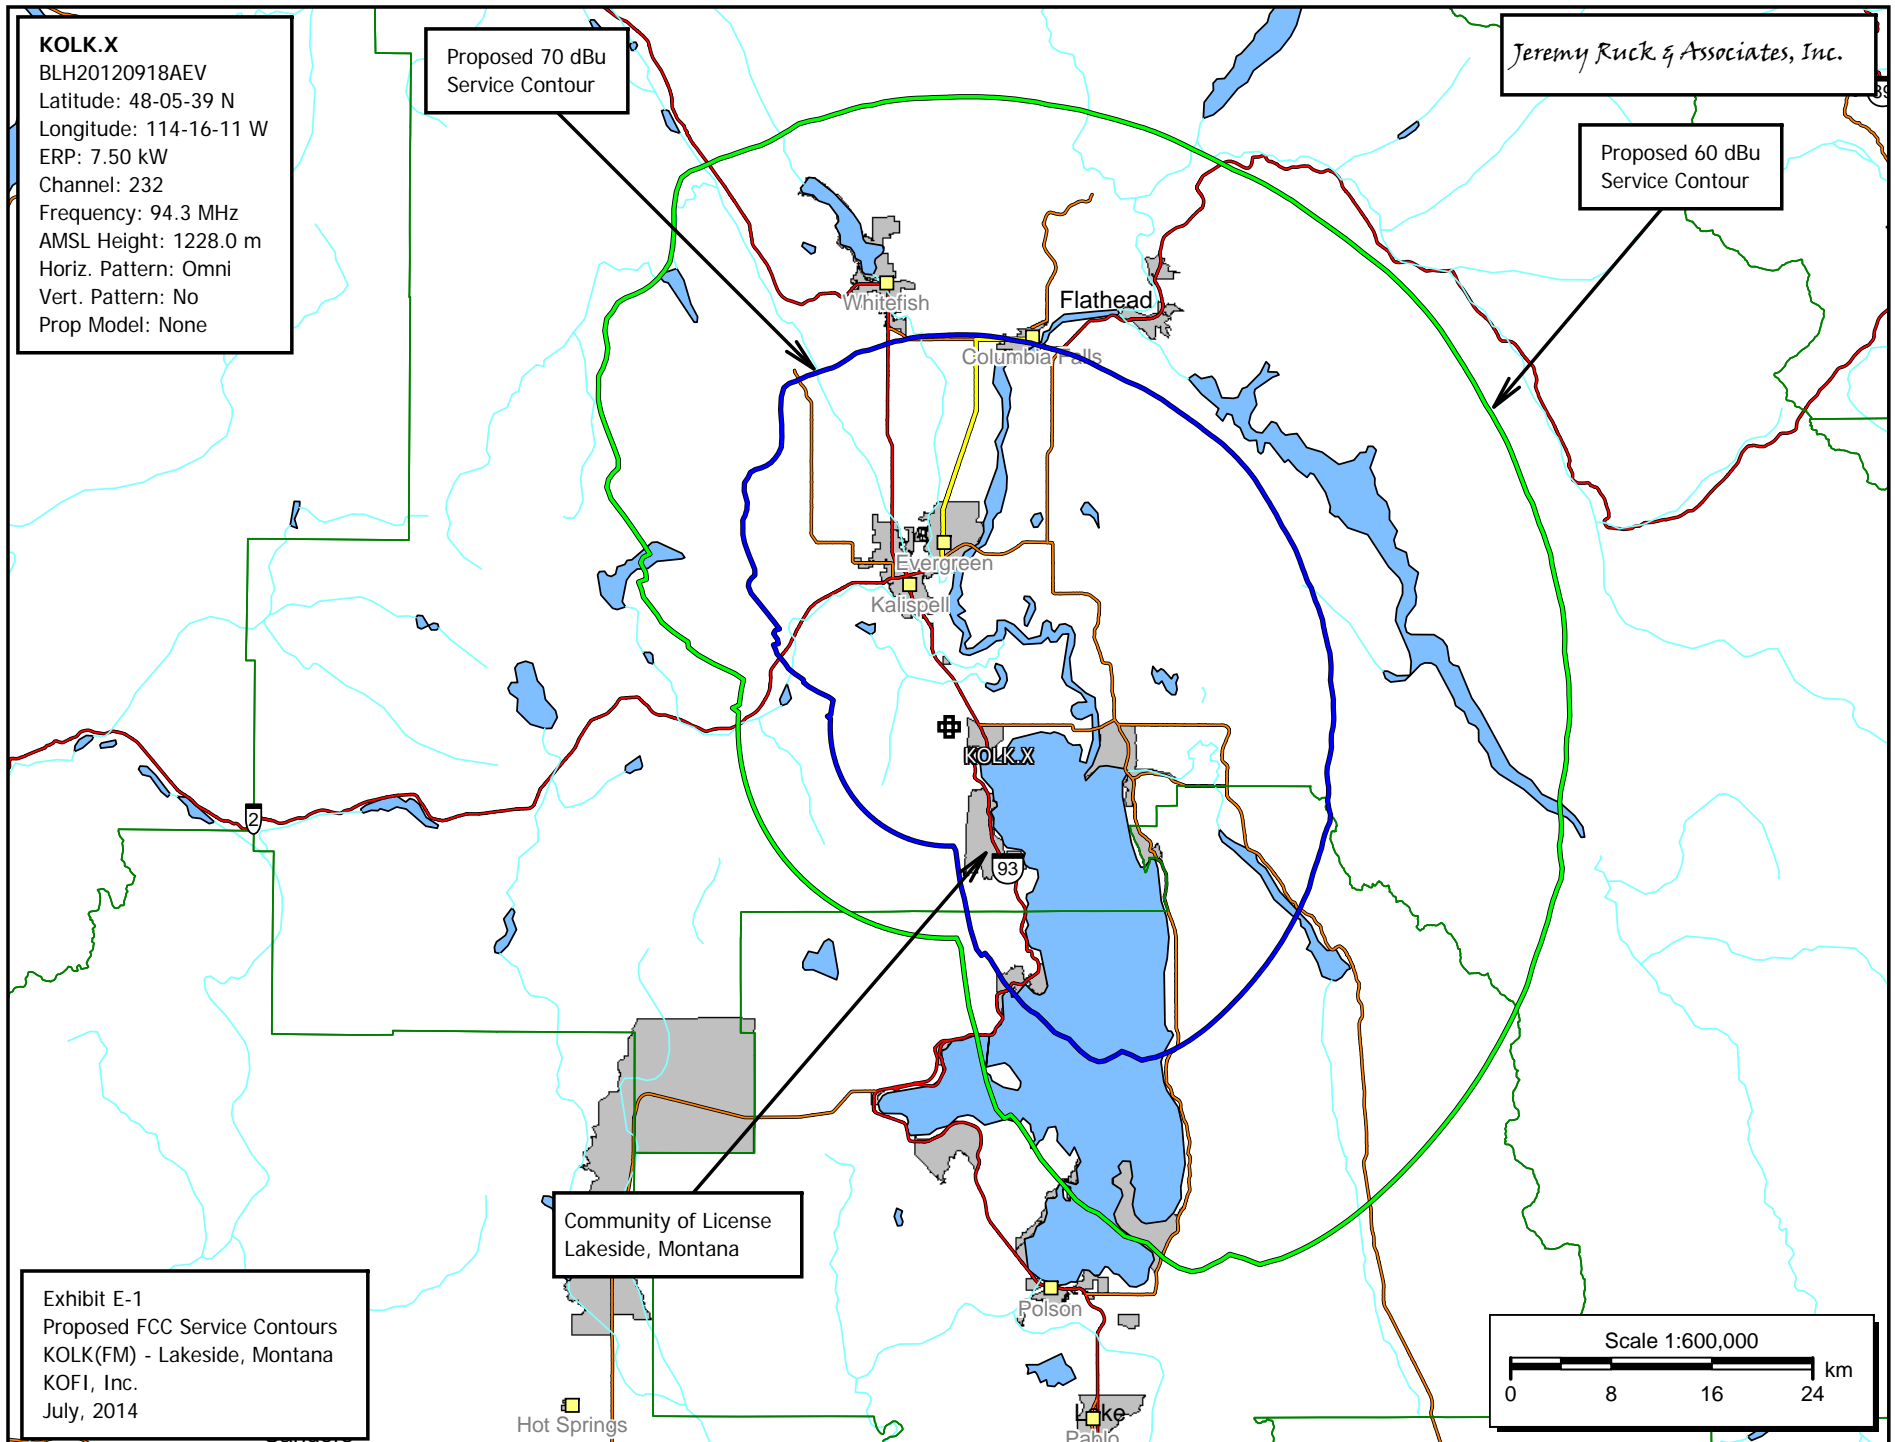 KOLK.X
BLH20120918AEV
Latitude: 48-05-39 N
Longitude: 114-16-11 W
ERP: 7.50 kW
Channel: 232
Frequency: 94.3 MHz
AMSL Height: 1228.0 m
Horiz. Pattern: Omni
Vert. Pattern: No
Prop Model: None
Proposed 70 dBu
Service Contour
Jeremy Ruck & Associates, Inc.
Proposed 60 dBu
Service Contour
Whitefish
Flathead
Columbia Falls
Evergreen
Kalispell
KOLK.X
2
93
Community of License
Lakeside, Montana
Polson
Hot Springs
Lake
Pablo
Exhibit E-1
Proposed FCC Service Contours
KOLK(FM) - Lakeside, Montana
KOFI, Inc.
July, 2014
Scale 1:600,000
km
0 8 16 24